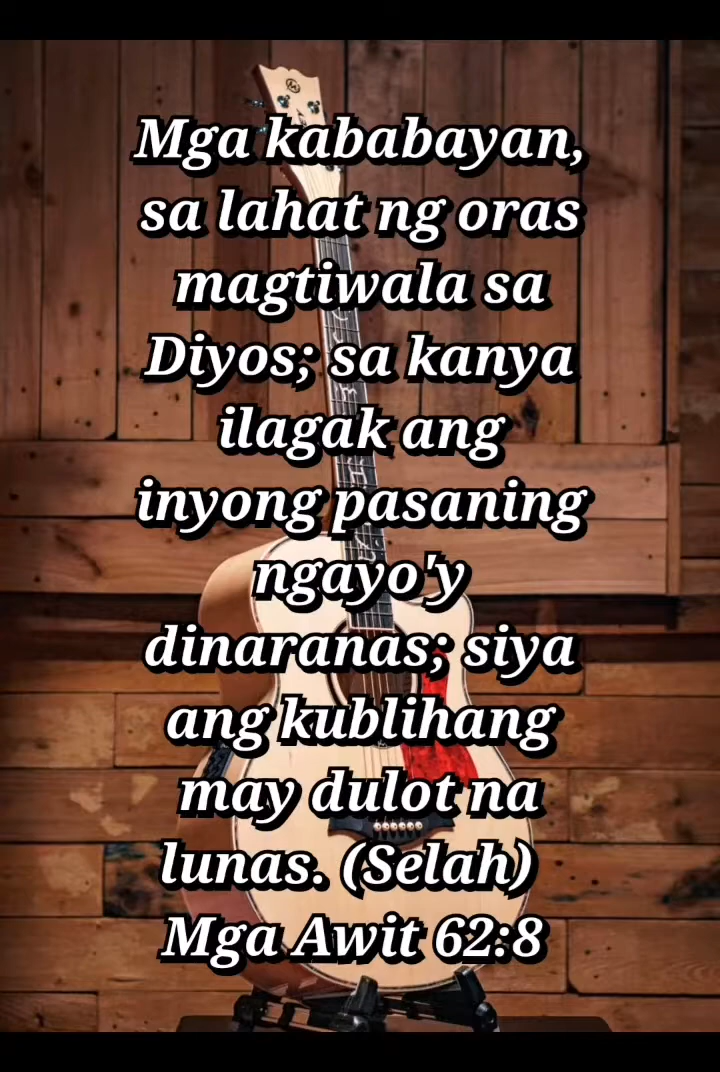 Mga kababayan,
sa lahat ng oras
magtiwala sa
Diyos; sa kanya
ilagak ang
inyong pasaning
ngayo'y
dinaranas; siya
ang kublihang
may dulot na
lunas. (Selah)
Mga Awit 62:8